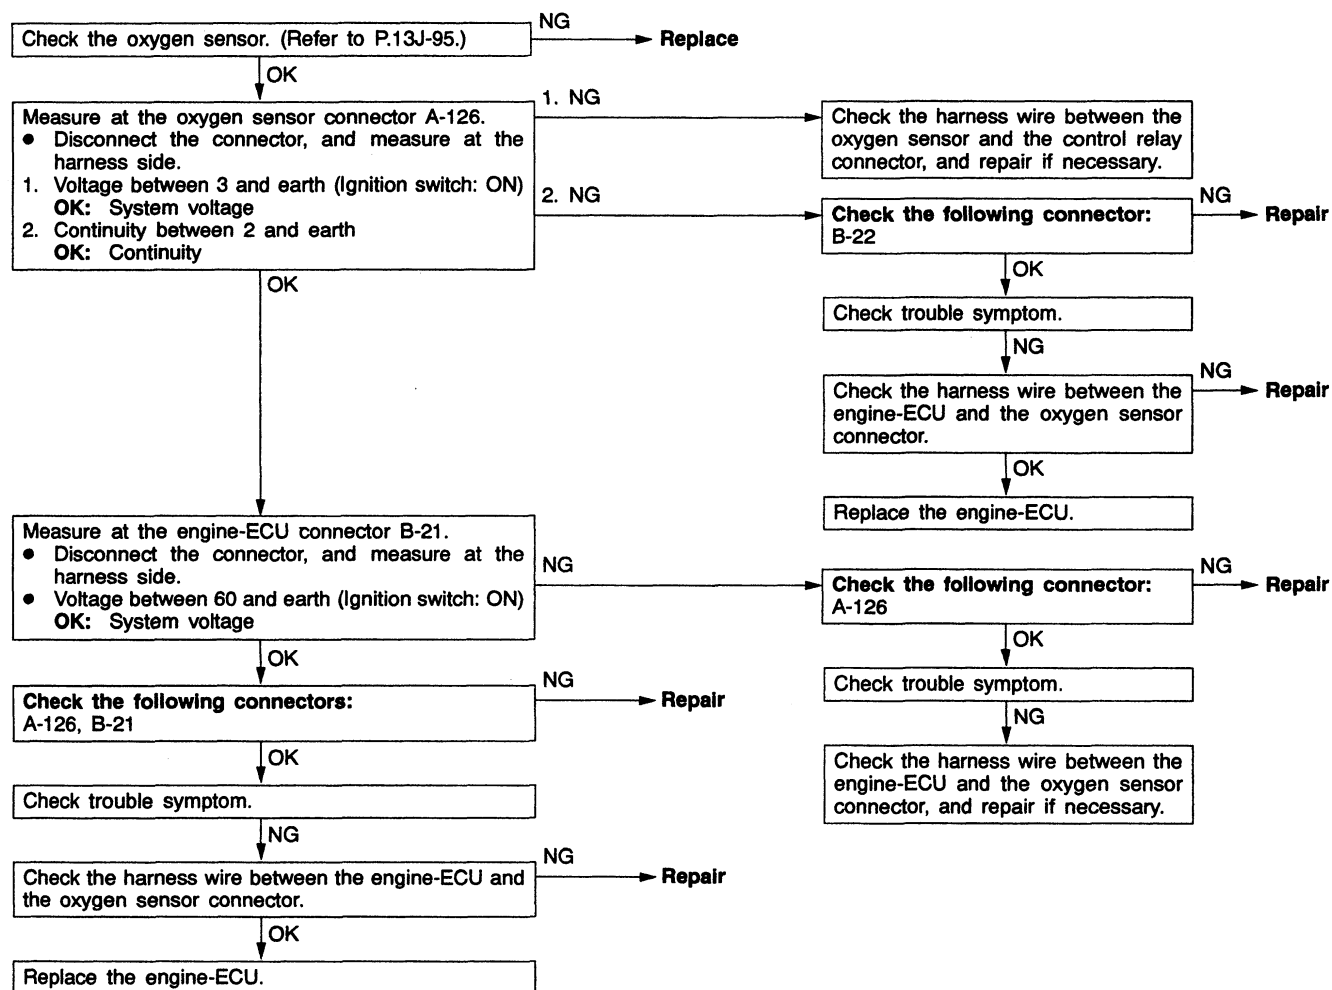 Check the oxygen sensor. (Refer to P.13J-95.)
NG
Replace
OK
Measure at the oxygen sensor connector A-126.
● Disconnect the connector, and measure at the
harness side.
1. Voltage between 3 and earth (Ignition switch: ON)
OK: System voltage
2. Continuity between 2 and earth
OK: Continuity
1. NG
Check the harness wire between the
oxygen sensor and the control relay
connector, and repair if necessary.
2. NG
Check the following connector:
B-22
NG
Repair
OK
Check trouble symptom.
NG
Check the harness wire between the
engine-ECU and the oxygen sensor
connector.
NG
Repair
OK
Replace the engine-ECU.
OK
Measure at the engine-ECU connector B-21.
● Disconnect the connector, and measure at the
harness side.
● Voltage between 60 and earth (Ignition switch: ON)
OK: System voltage
NG
Check the following connector:
A-126
NG
Repair
OK
Check trouble symptom.
NG
Check the harness wire between the
engine-ECU and the oxygen sensor
connector, and repair if necessary.
OK
Check the following connectors:
A-126, B-21
NG
Repair
OK
Check trouble symptom.
NG
Check the harness wire between the engine-ECU and
the oxygen sensor connector.
NG
Repair
OK
Replace the engine-ECU.